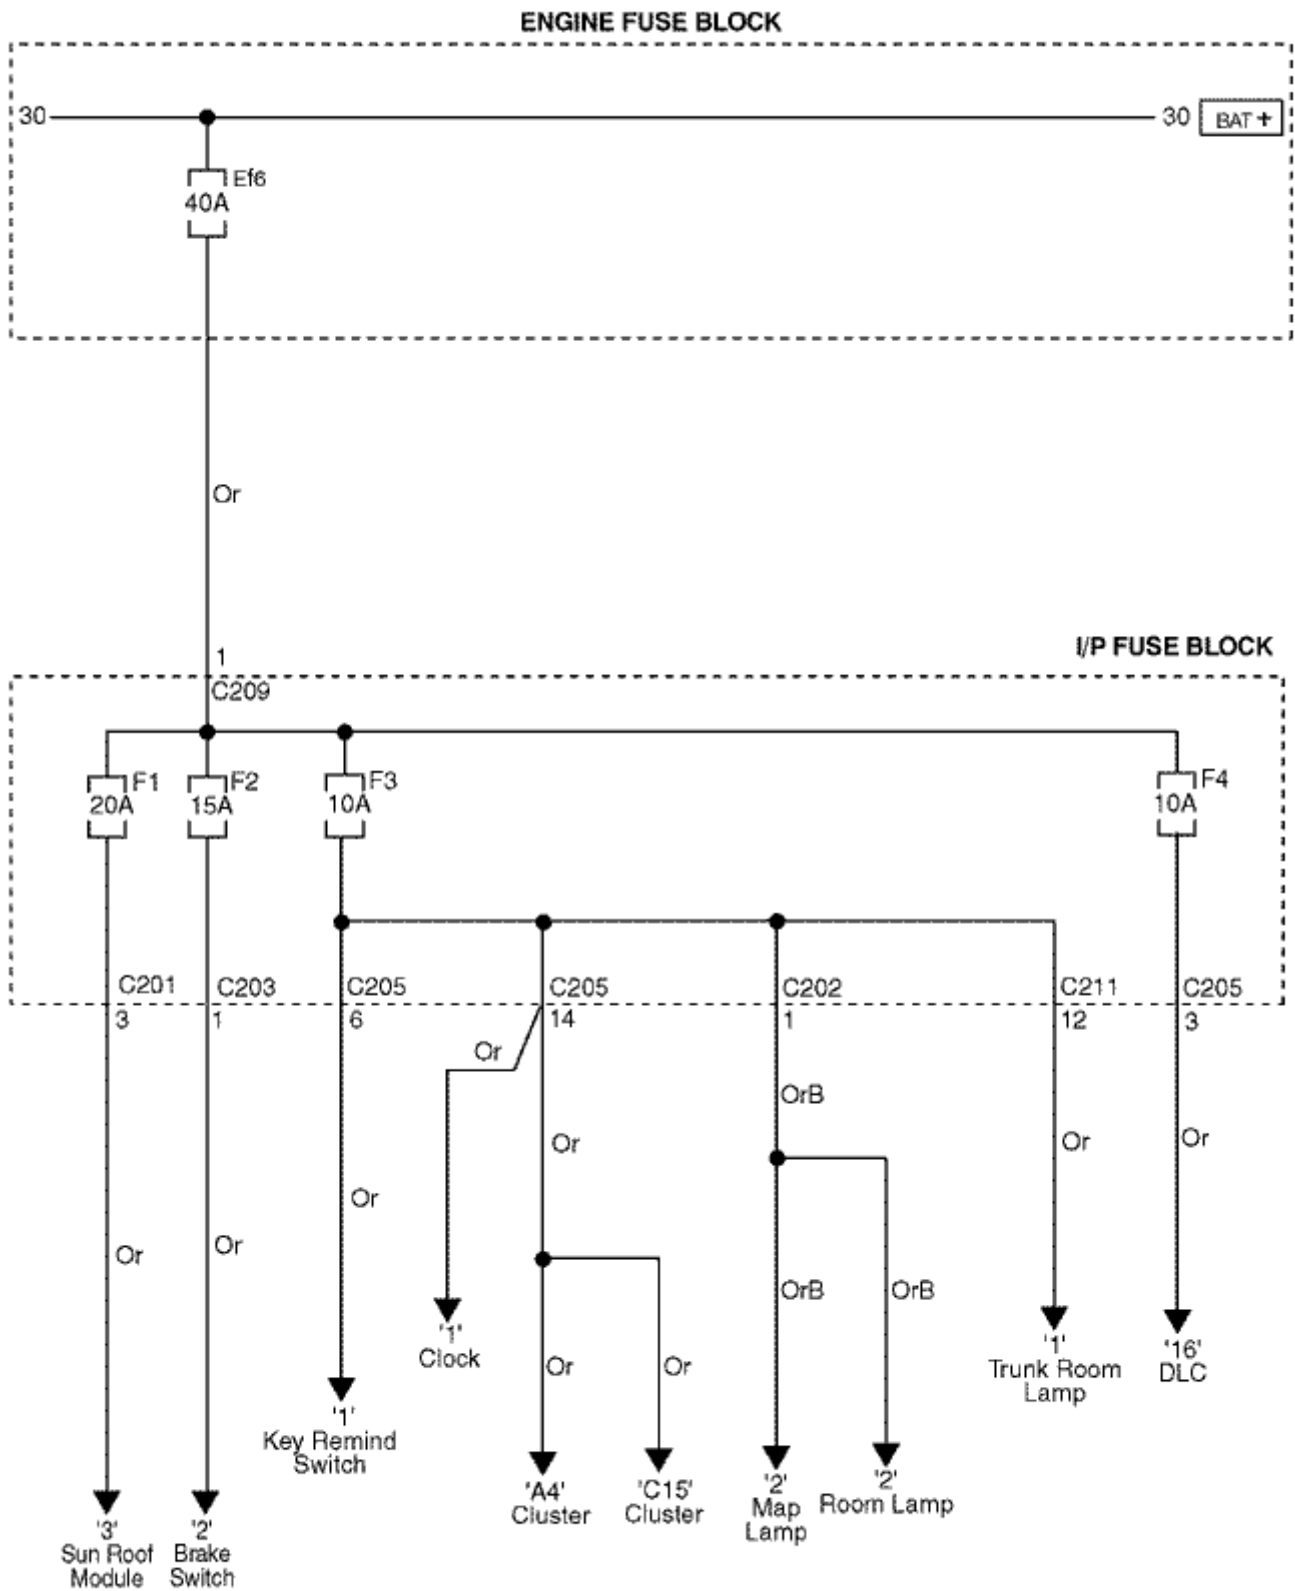 ENGINE FUSE BLOCK
30
30 BAT +
Ef6
40A
Or
I/P FUSE BLOCK
1
C209
F1 F2 F3 F4
20A 15A 10A 10A
C201 C203 C205 C205 C202 C211 C205
3 1 6 14 1 12 3
Or
OrB
Or Or Or
Or
Or Or
OrB OrB
'1'
Clock
Or Or
'1'
Trunk Room
Lamp
'16'
DLC
'1'
Key Remind
Switch
'A4'
Cluster
'C15'
Cluster
'2'
Map
Lamp
'2'
Room Lamp
'3'
Sun Roof
Module
'2'
Brake
Switch